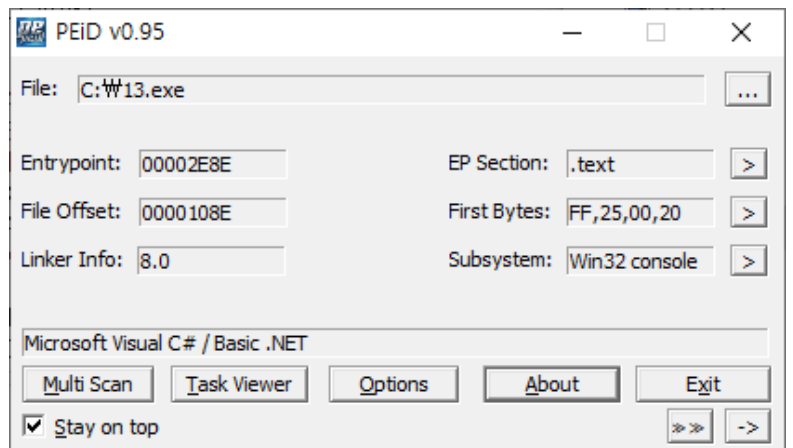 PEiD v0.95
File: C:₩13.exe ...
Entrypoint: 00002E8E EP Section: .text >
File Offset: 0000108E First Bytes: FF,25,00,20 >
Linker Info: 8.0 Subsystem: Win32 console >
Microsoft Visual C# / Basic .NET
Multi Scan Task Viewer Options About Exit
Stay on top >> ->